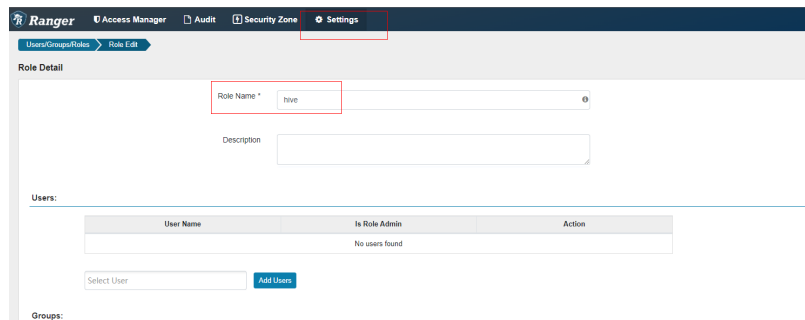 Ranger Access Manager Audit Security Zone Settings
Users/Groups/Roles Role Edit
Role Detail
Role Name * hive
Description
Users:
User Name Is Role Admin Action
No users found
Select User Add Users
Groups: